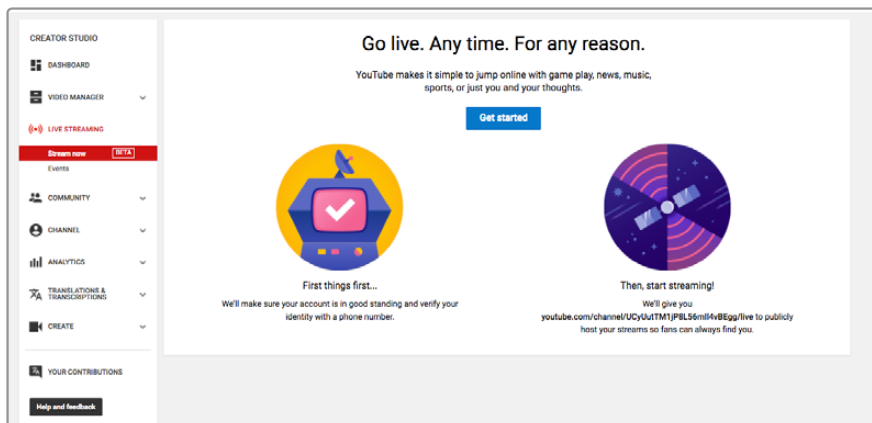 CREATOR STUDIO
DASHBOARD
VIDEO MANAGER
LIVE STREAMING
Stream now BETA
Events
COMMUNITY
CHANNEL
ANALYTICS
TRANSLATIONS &
TRANSCRIPTIONS
CREATE
YOUR CONTRIBUTIONS
Help and feedback
Go live. Any time. For any reason.
YouTube makes it simple to jump online with game play, news, music,
sports, or just you and your thoughts.
Get started
First things first...
We'll make sure your account is in good standing and verify your
identity with a phone number.
Then, start streaming!
We'll give you
youtube.com/channel/UCyUutTM1jP8L56mll4vBEgg/live to publicly
host your streams so fans can always find you.